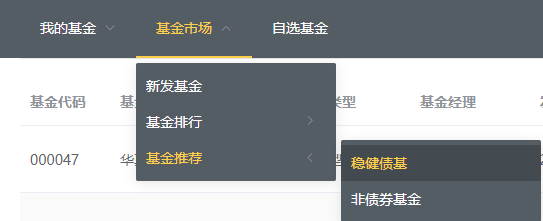 我的基金 基金市场 自选基金
新发基金
基金代码 类型 基金经理
基金排行
基金推荐
000047
稳健债基
非债券基金